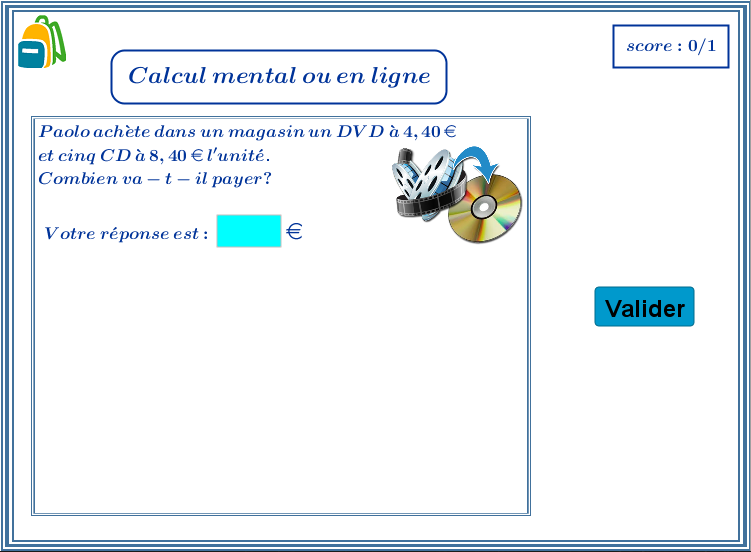 score : 0/1
Calcul mental ou en ligne
Paolo achète dans un magasin un DVD à 4, 40 €
et cinq CD à 8, 40 € l'unité.
Combien va - t - il payer?
Votre réponse est : €
Valider